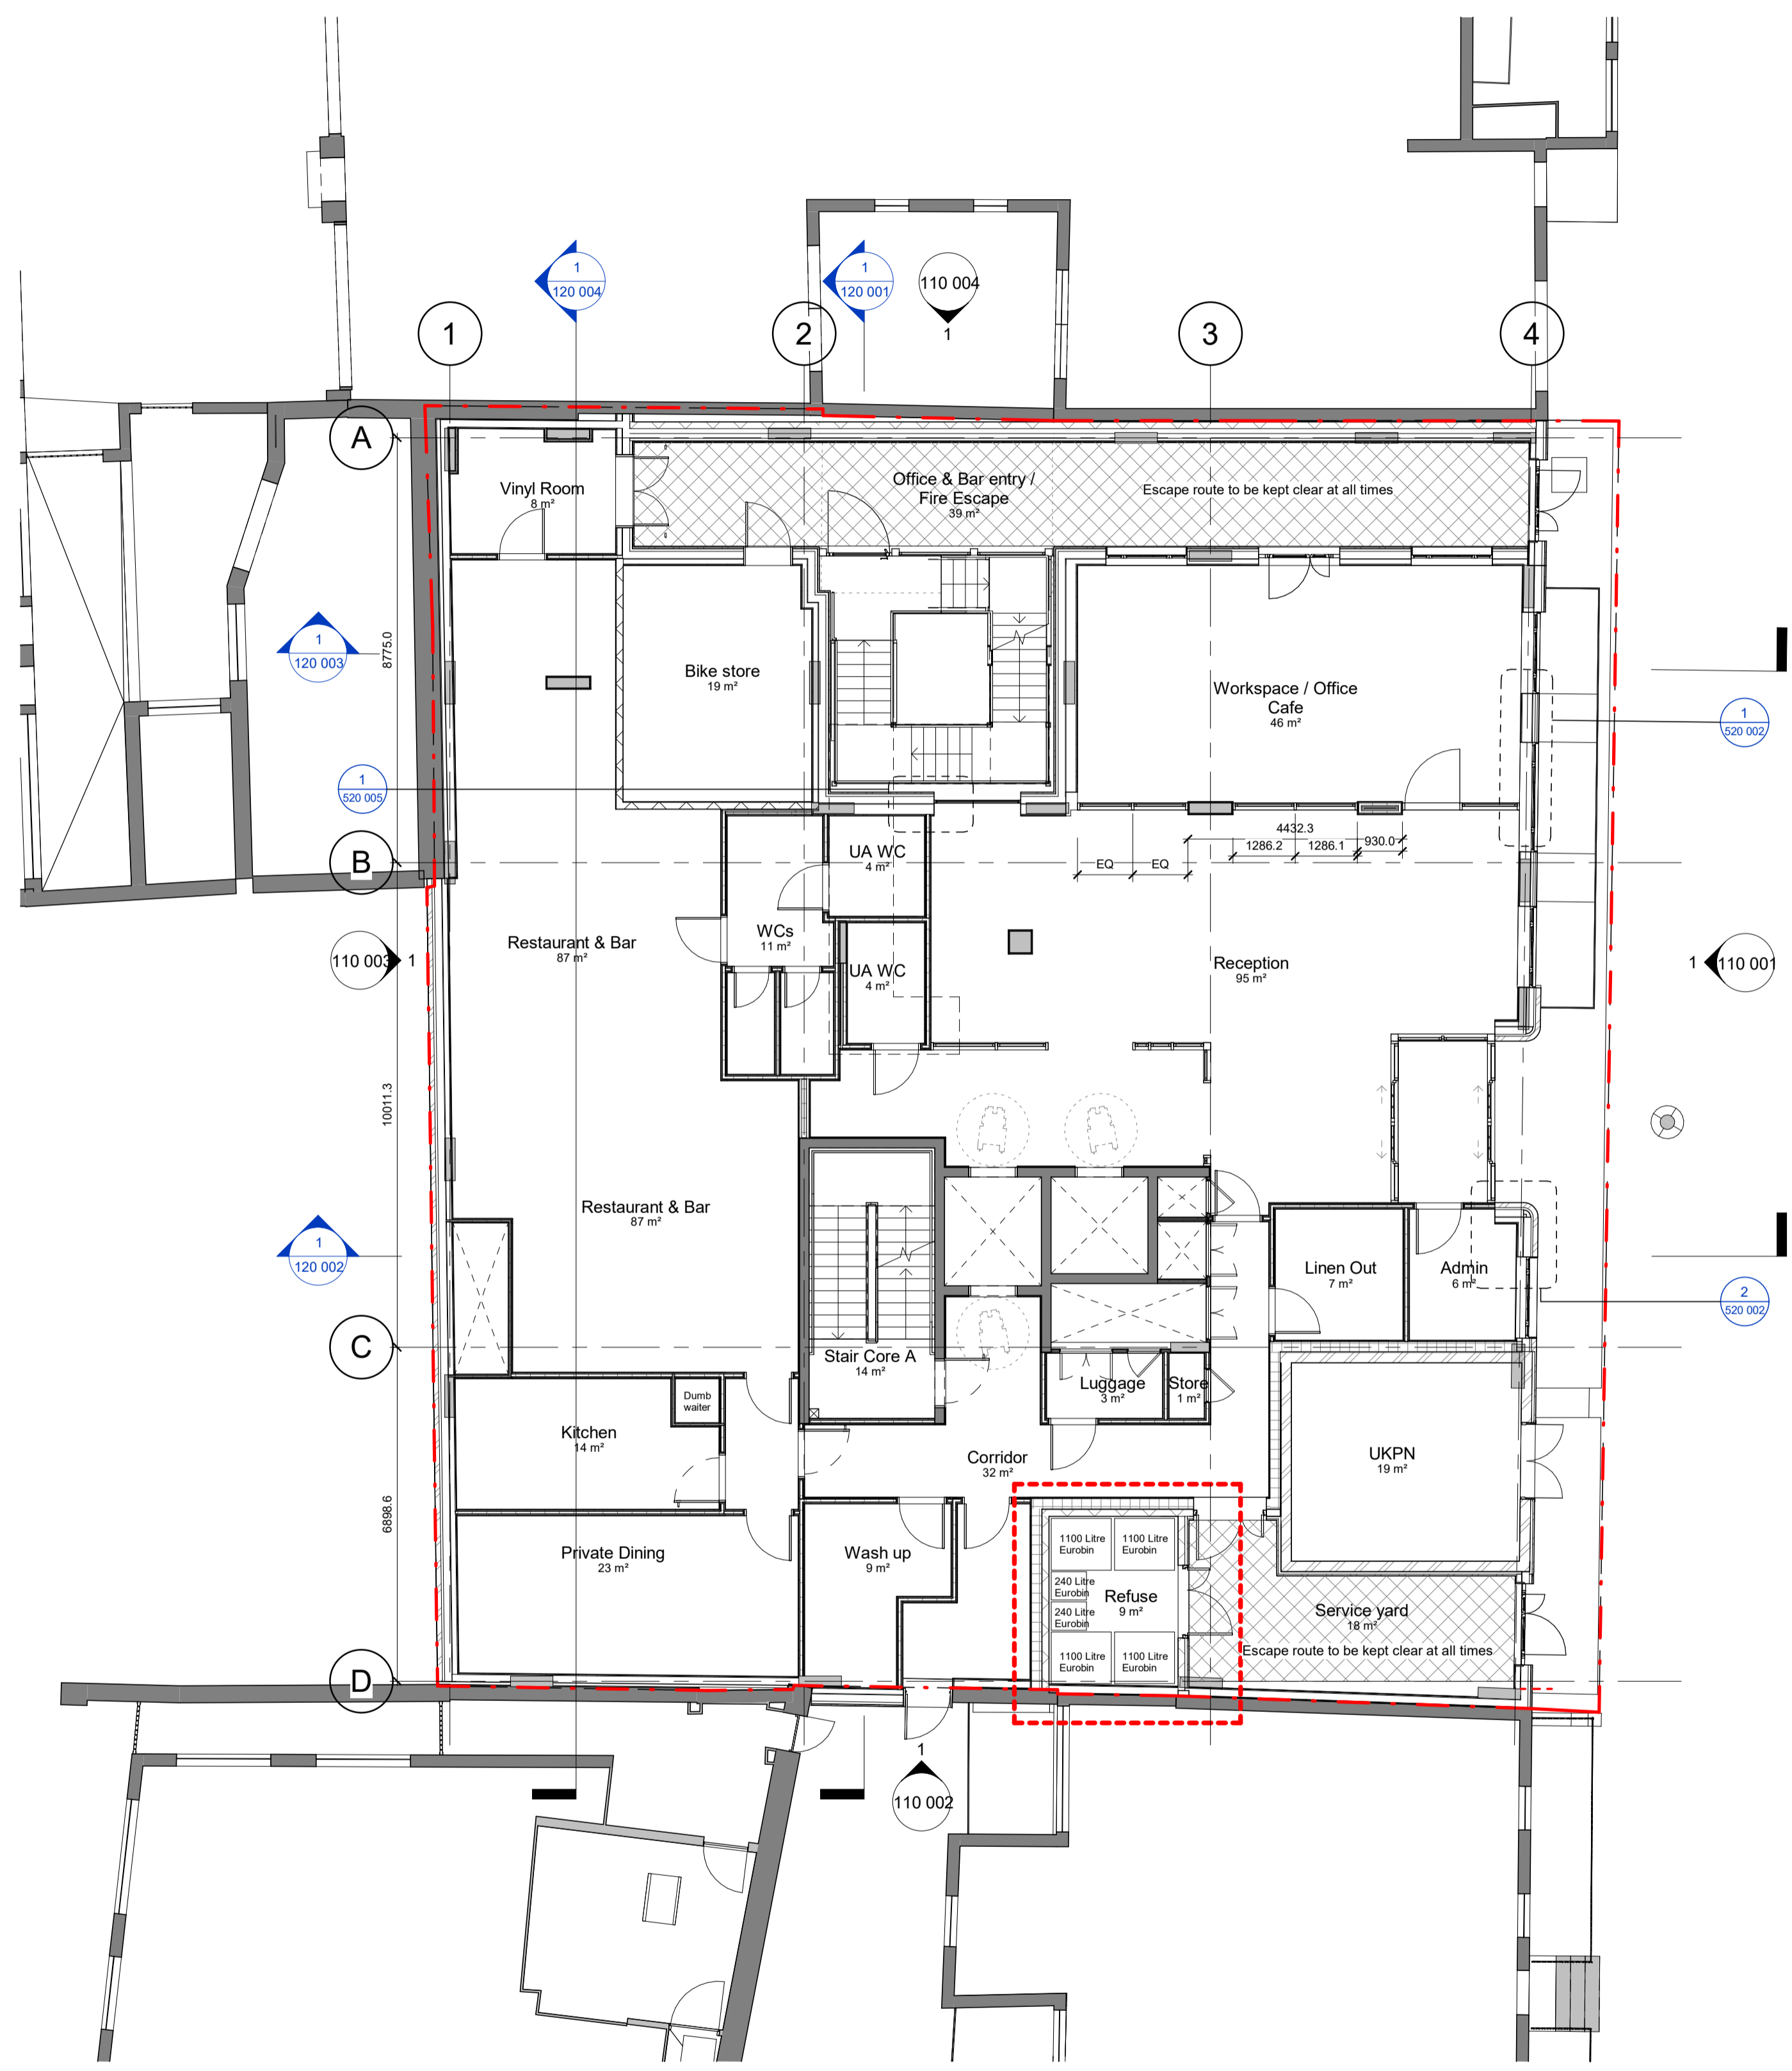 1
120 004
1
120 001
110 004
1
1
2
3
4
A
Vinyl Room
8 m²
Office & Bar entry /
Fire Escape
39 m²
Escape route to be kept clear at all times
1
120 003
8775.0
Bike store
19 m²
Workspace / Office
Cafe
46 m²
1
520 002
1
520 005
4432.3
1286.2
1286.1
930.0
EQ
EQ
B
UA WC
4 m²
WCs
11 m²
Restaurant & Bar
87 m²
110 003
1
UA WC
4 m²
Reception
95 m²
1
110 001
10011.3
Restaurant & Bar
87 m²
1
120 002
Linen Out
7 m²
Admin
6 m²
2
520 002
C
Stair Core A
14 m²
Luggage
3 m²
Store
1 m²
Dumb
waiter
Kitchen
14 m²
Corridor
32 m²
UKPN
19 m²
6898.6
Private Dining
23 m²
Wash up
9 m²
1100 Litre
Eurobin
1100 Litre
Eurobin
240 Litre
Eurobin
240 Litre
Eurobin
Refuse
9 m²
1100 Litre
Eurobin
1100 Litre
Eurobin
Service yard
18 m²
Escape route to be kept clear at all times
D
1
110 002